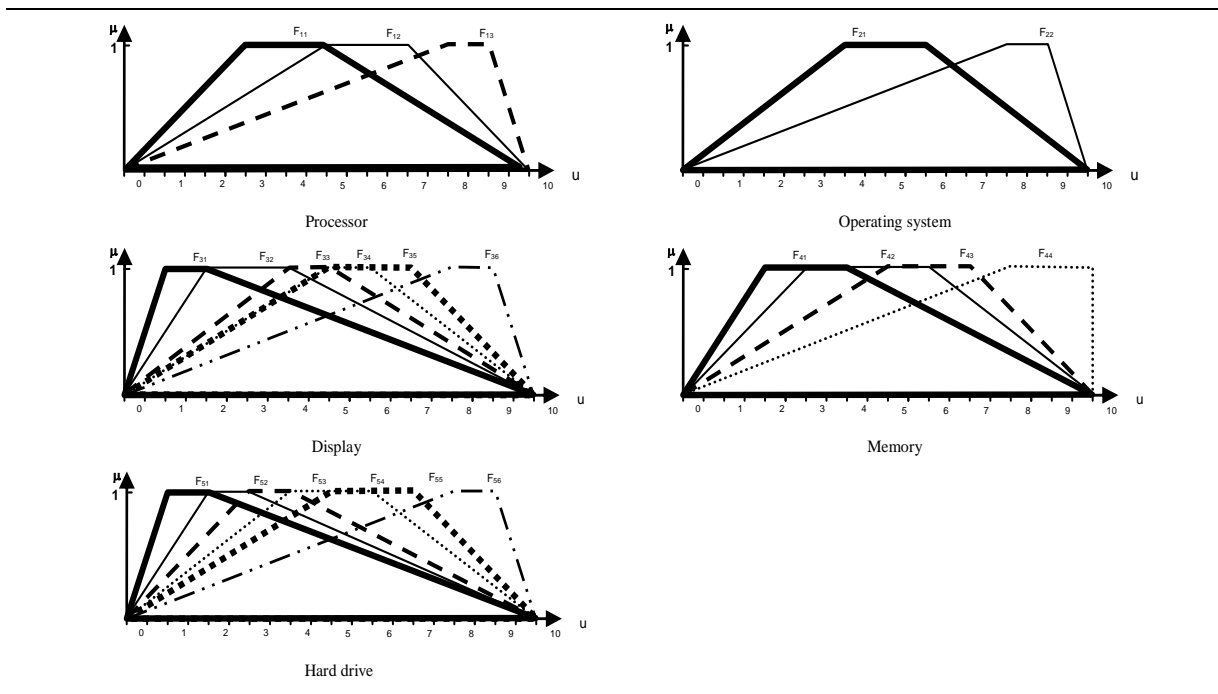 μ F11 F12 F13
1
0 1 2 3 4 5 6 7 8 9 10 u
Processor
μ F21 F22
1
0 1 2 3 4 5 6 7 8 9 10 u
Operating system
μ F31 F32 F33 F34 F35 F36
1
0 1 2 3 4 5 6 7 8 9 10 u
Display
μ F41 F42 F43 F44
1
0 1 2 3 4 5 6 7 8 9 10 u
Memory
μ F51 F52 F53 F54 F55 F56
1
0 1 2 3 4 5 6 7 8 9 10 u
Hard drive